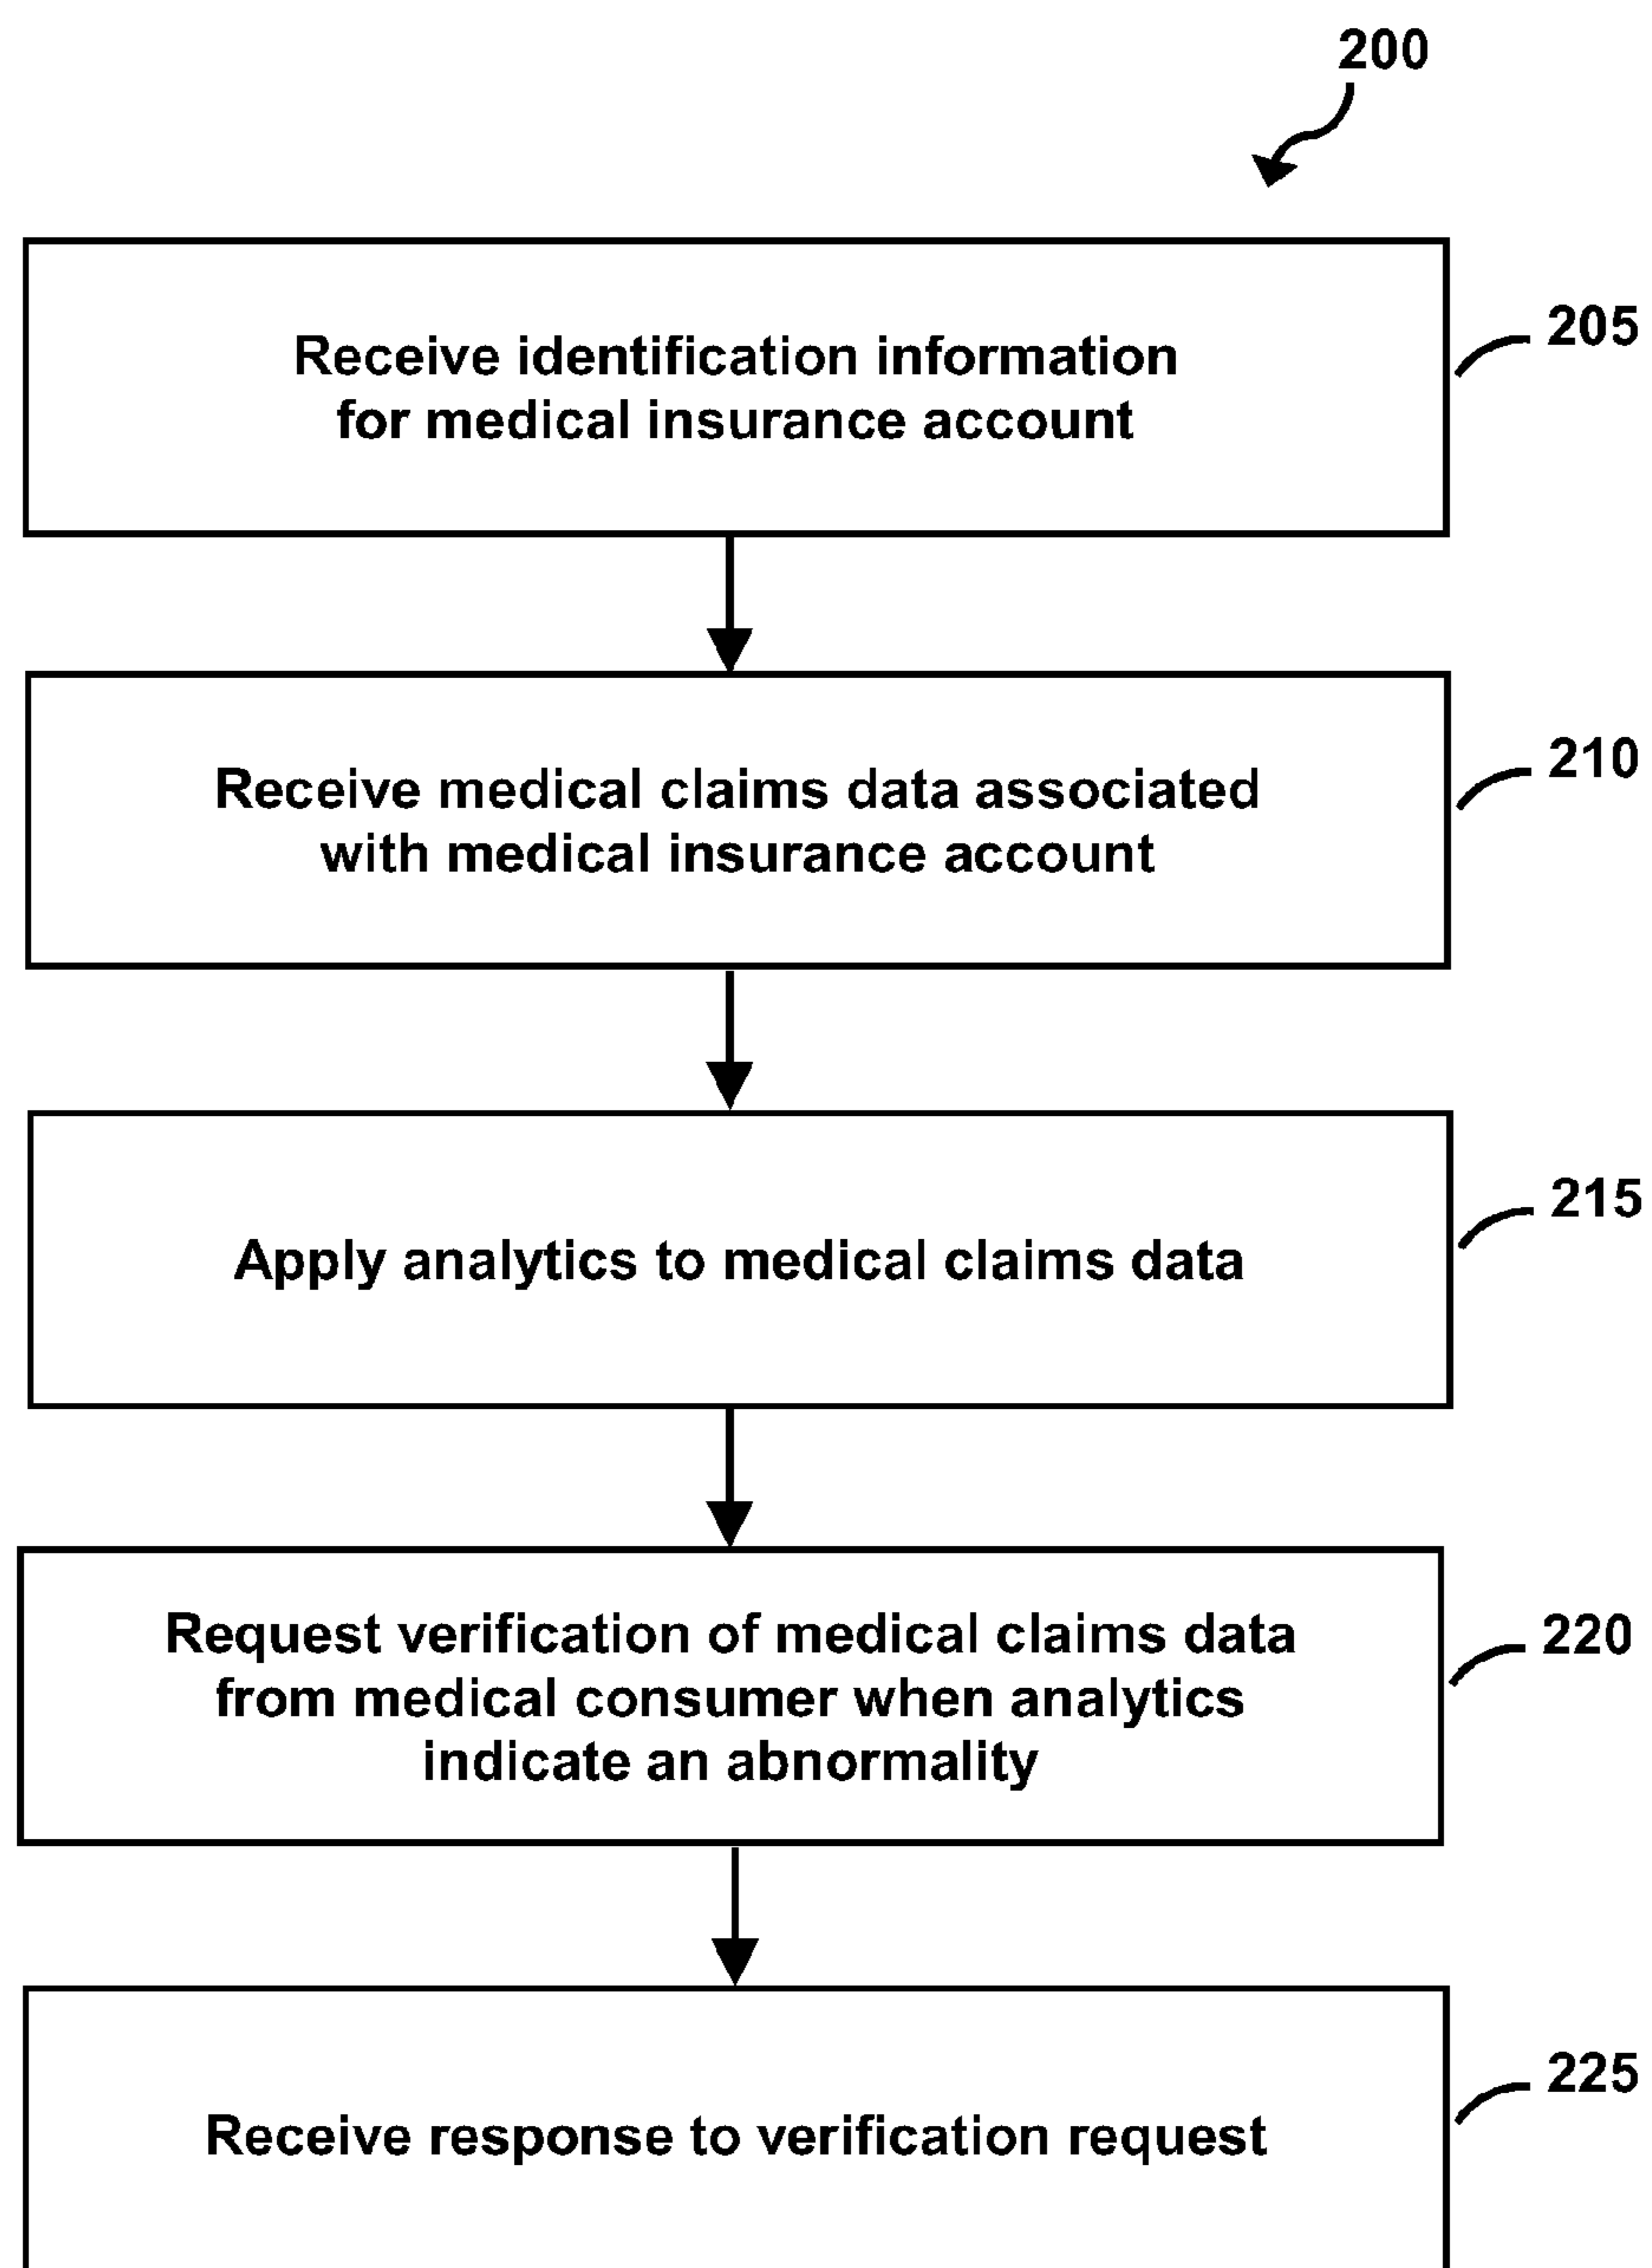 200
Receive identification information
for medical insurance account
205
Receive medical claims data associated
with medical insurance account
210
Apply analytics to medical claims data
215
Request verification of medical claims data
from medical consumer when analytics
indicate an abnormality
220
Receive response to verification request
225